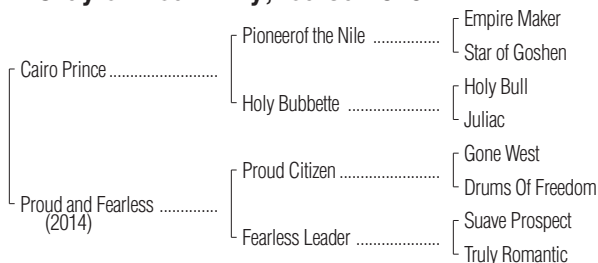 Empire Maker
Pioneerof the Nile ................
Star of Goshen
Cairo Prince ..........................
Holy Bull
Holy Bubbette ......................
Juliac
Gone West
Proud Citizen ........................
Drums Of Freedom
Proud and Fearless ..............
(2014)
Suave Prospect
Fearless Leader ....................
Truly Romantic